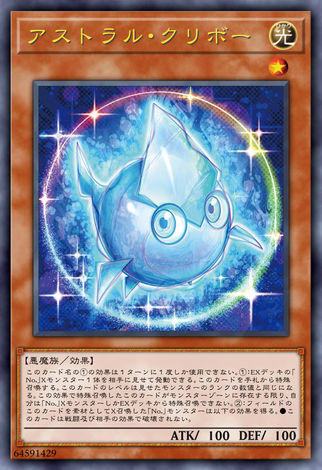 アストラル・クリボー
光
【悪魔族／効果】
このカード名の①の効果は１ターンに１度しか使用できない。①：EXデッキの
「No.」Xモンスター１体を相手に見せて発動できる。このカードを手札から特殊
召喚する。このカードのレベルは見せたモンスターのランクの数値と同じにな
る。この効果で特殊召喚したこのカードがモンスターゾーンに存在する限り、自
分は「No.」XモンスターしかEXデッキから特殊召喚できない。②：フィールドの
このカードを素材としてX召喚した「No.」Xモンスターは以下の効果を得る。●こ
のカードは戦闘及び相手の効果で破壊されない。
ATK/ 100 DEF/ 100
64591429